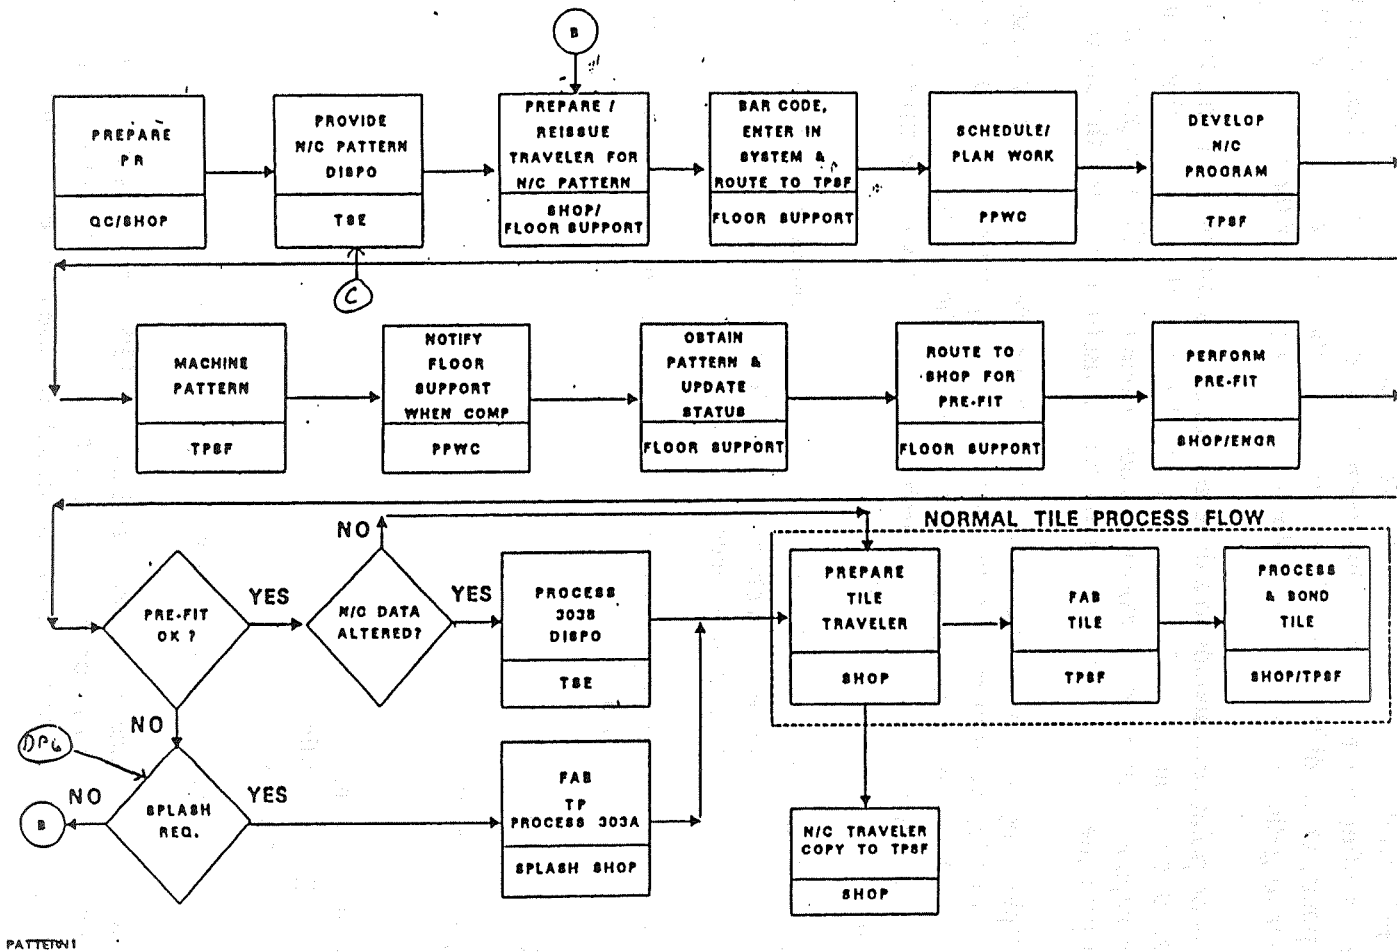 B
PREPARE
PR
QC/SHOP
PROVIDE
N/C PATTERN
DISPO
TSE
PREPARE /
REISSUE
TRAVELER FOR
N/C PATTERN
SHOP/
FLOOR SUPPORT
BAR CODE,
ENTER IN
SYSTEM &
ROUTE TO TPSF
FLOOR SUPPORT
SCHEDULE/
PLAN WORK
PPWC
DEVELOP
N/C
PROGRAM
TPSF
C
MACHINE
PATTERN
TPSF
NOTIFY
FLOOR
SUPPORT
WHEN COMP
PPWC
OBTAIN
PATTERN &
UPDATE
STATUS
FLOOR SUPPORT
ROUTE TO
SHOP FOR
PRE-FIT
FLOOR SUPPORT
PERFORM
PRE-FIT
SHOP/ENGR
PRE-FIT
OK ?
YES
NO
N/C DATA
ALTERED?
NO
YES
PROCESS
303B
DISPO
TSE
NORMAL TILE PROCESS FLOW
PREPARE
TILE
TRAVELER
SHOP
FAB
TILE
TPSF
PROCESS
& BOND
TILE
SHOP/TPSF
DPG
SPLASH
REQ.
NO
B
YES
FAB
TP
PROCESS 303A
SPLASH SHOP
N/C TRAVELER
COPY TO TPSF
SHOP
PATTERN1